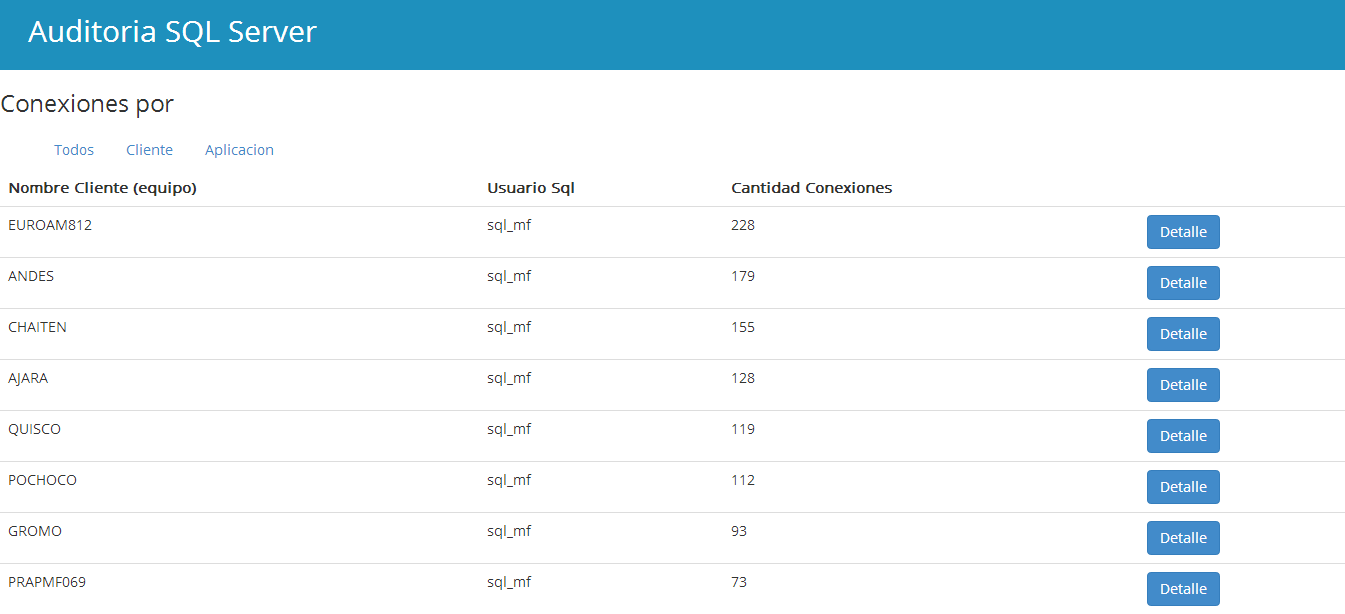 Auditoria SQL Server
Conexiones por
Todos Cliente Aplicacion
Nombre Cliente (equipo) Usuario Sql Cantidad Conexiones
EUROAM812 sql_mf 228 Detalle
ANDES sql_mf 179 Detalle
CHAITEN sql_mf 155 Detalle
AJARA sql_mf 128 Detalle
QUISCO sql_mf 119 Detalle
POCHOCO sql_mf 112 Detalle
GROMO sql_mf 93 Detalle
PRAPMF069 sql_mf 73 Detalle